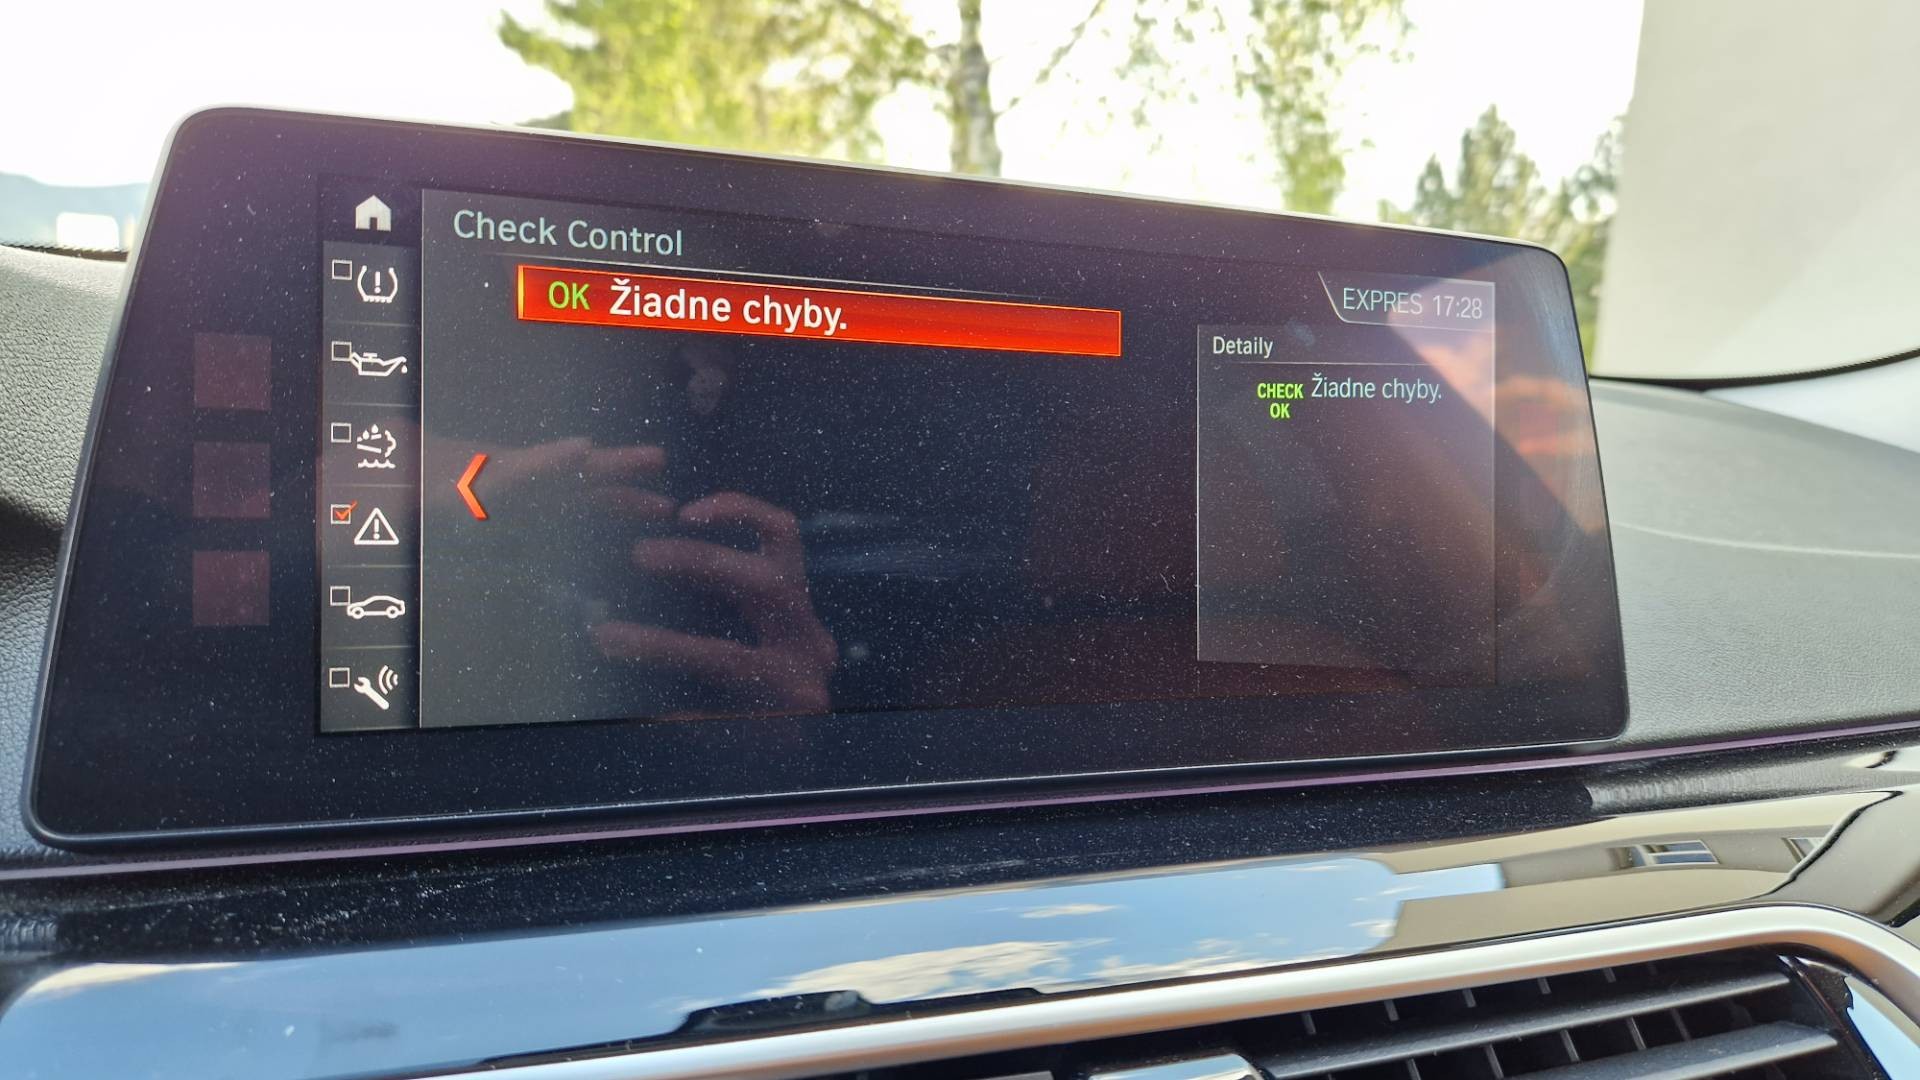 Check Control
OK Žiadne chyby.
EXPRES 17:28
Detaily
CHECK Žiadne chyby.
OK